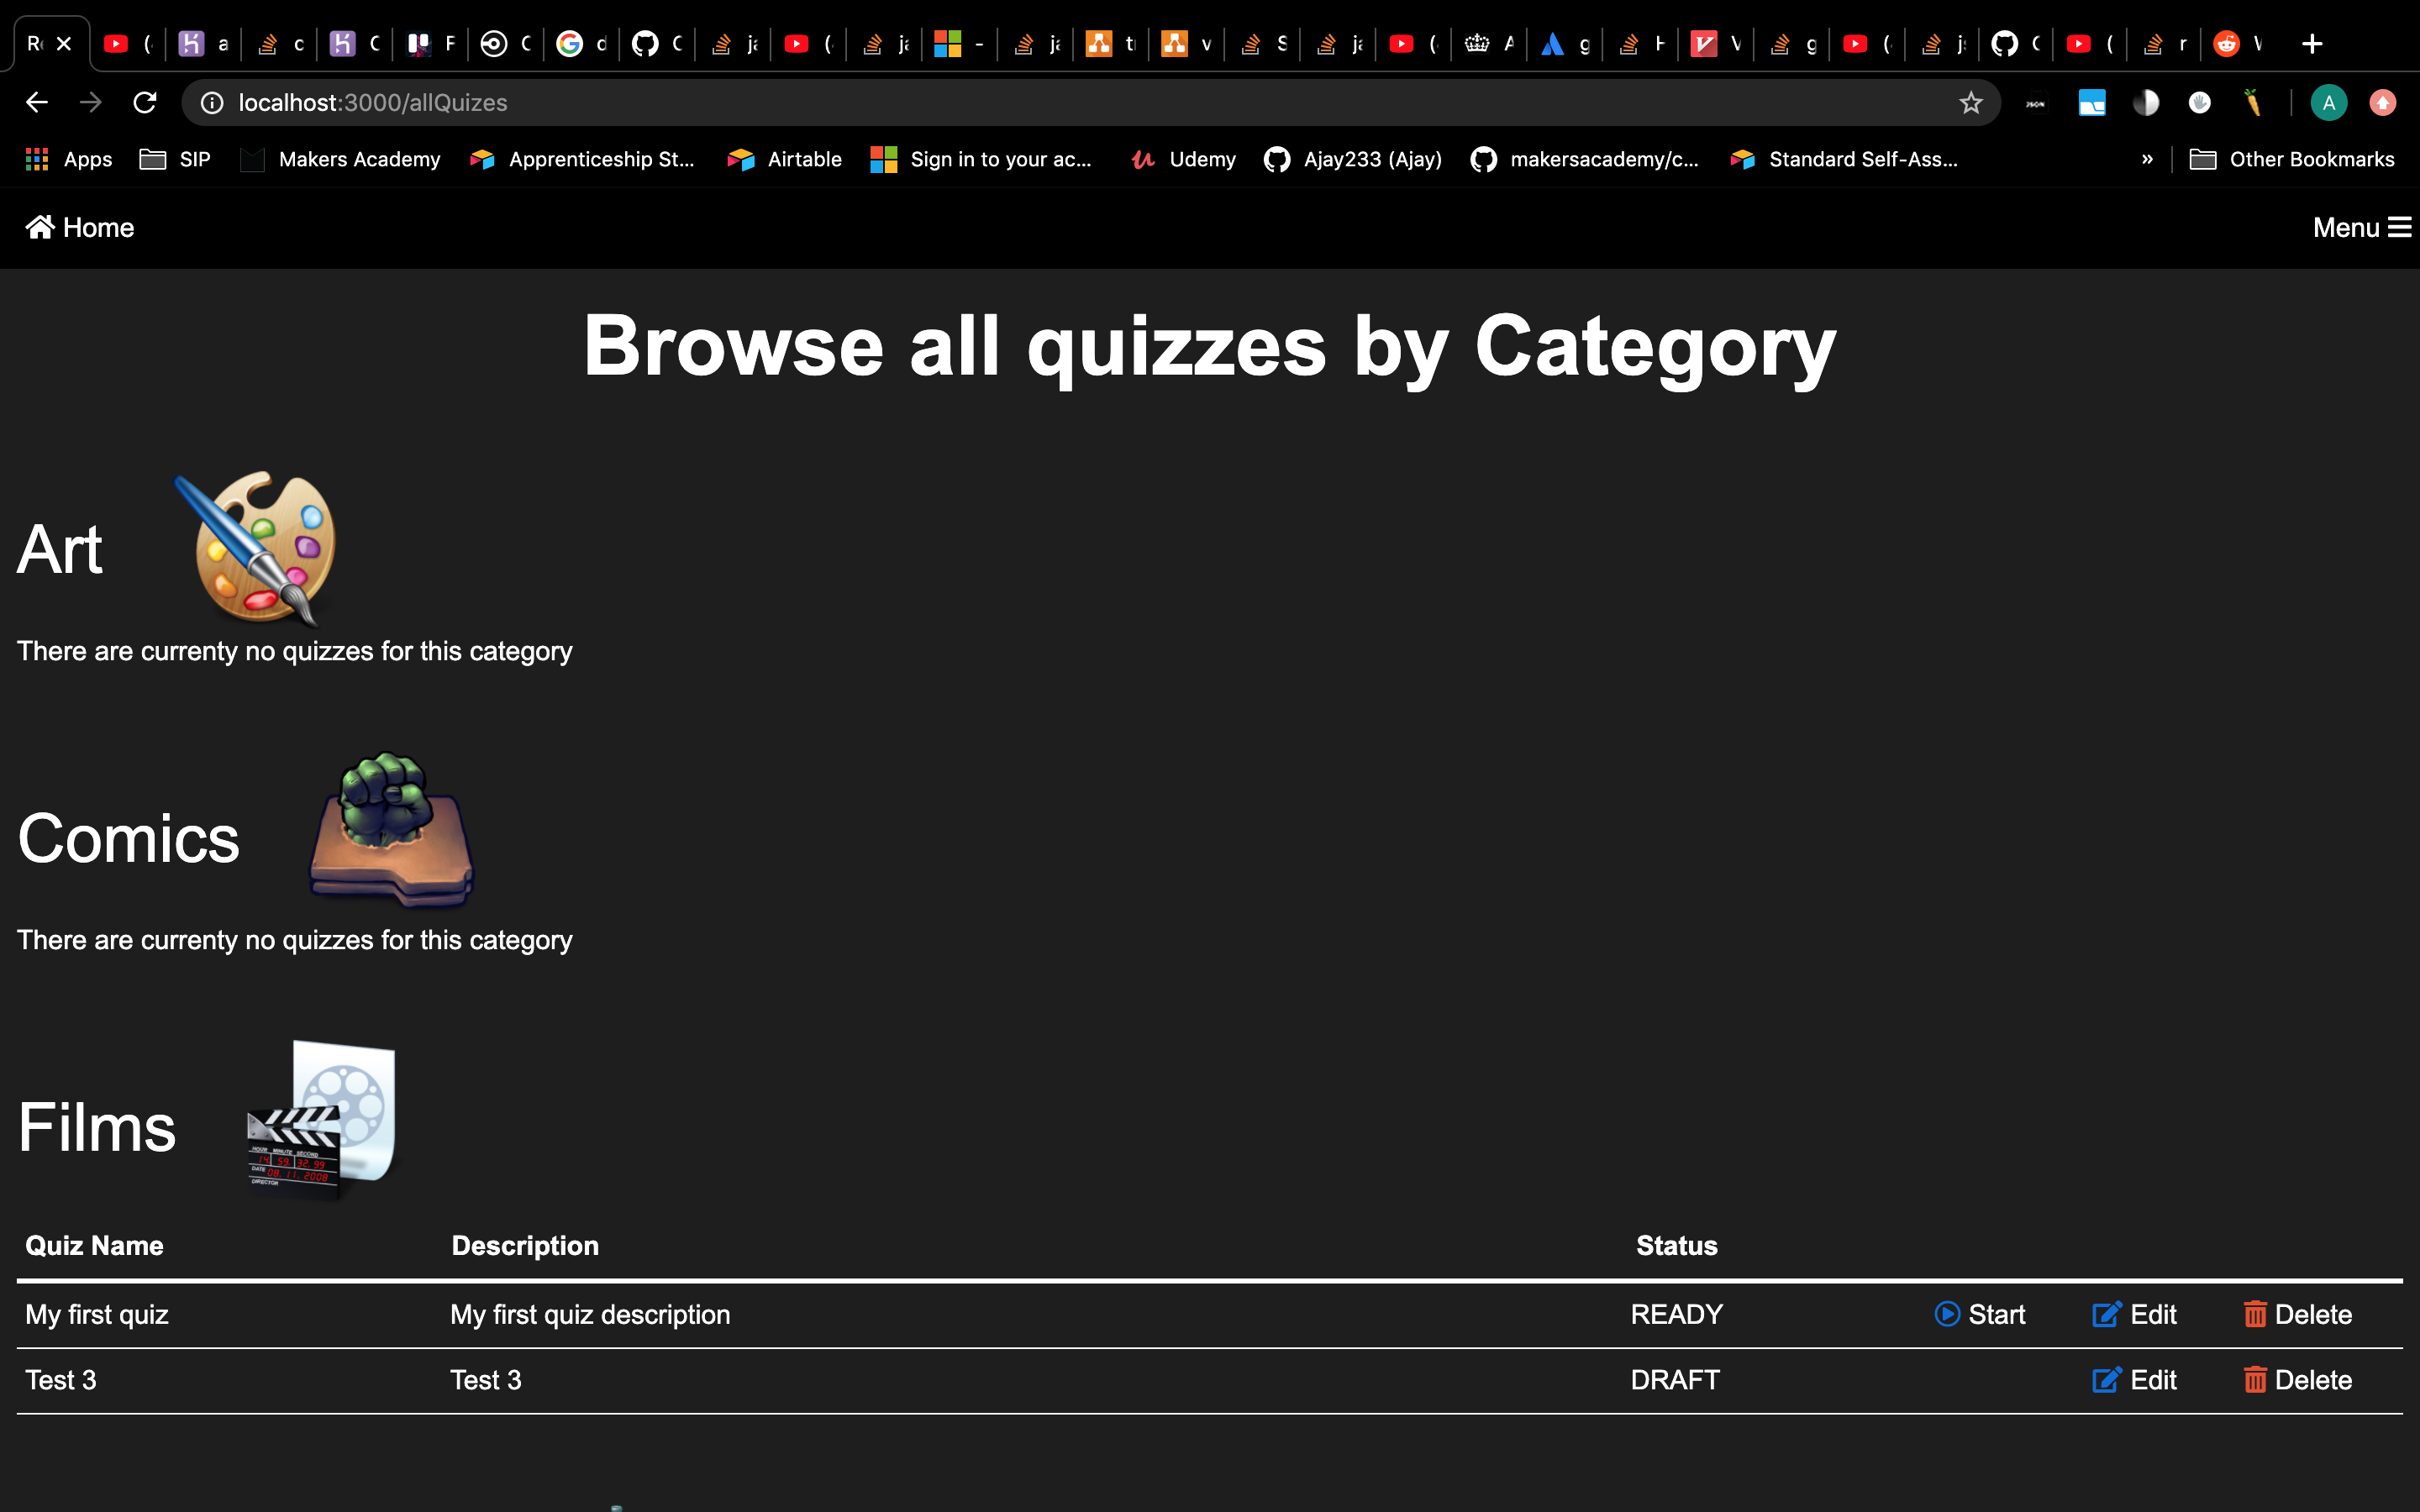 localhost:3000/allQuizes
Apps SIP Makers Academy Apprenticeship St... Airtable Sign in to your ac... Udemy Ajay233 (Ajay) makersacademy/c... Standard Self-Ass... » Other Bookmarks
Home Menu
Browse all quizzes by Category
Art
There are currenty no quizzes for this category
Comics
There are currenty no quizzes for this category
Films
Quiz Name Description Status
My first quiz My first quiz description READY Start Edit Delete
Test 3 Test 3 DRAFT Edit Delete